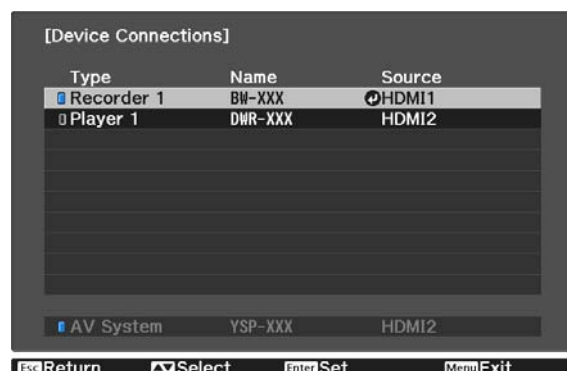 [Device Connections]
Type Name Source
Recorder 1 BW-XXX HDMI1
Player 1 DWR-XXX HDMI2
AV System YSP-XXX HDMI2
Esc Return Select Enter Set Menu Exit